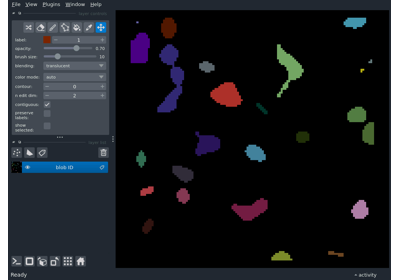 File View Plugins Window Help
label: 1
opacity: 0.70
brush size: 10
blending: translucent
color mode: auto
contour: 0
n edit dim: 2
contiguous:
preserve labels:
show selected:
blob ID
Ready
activity